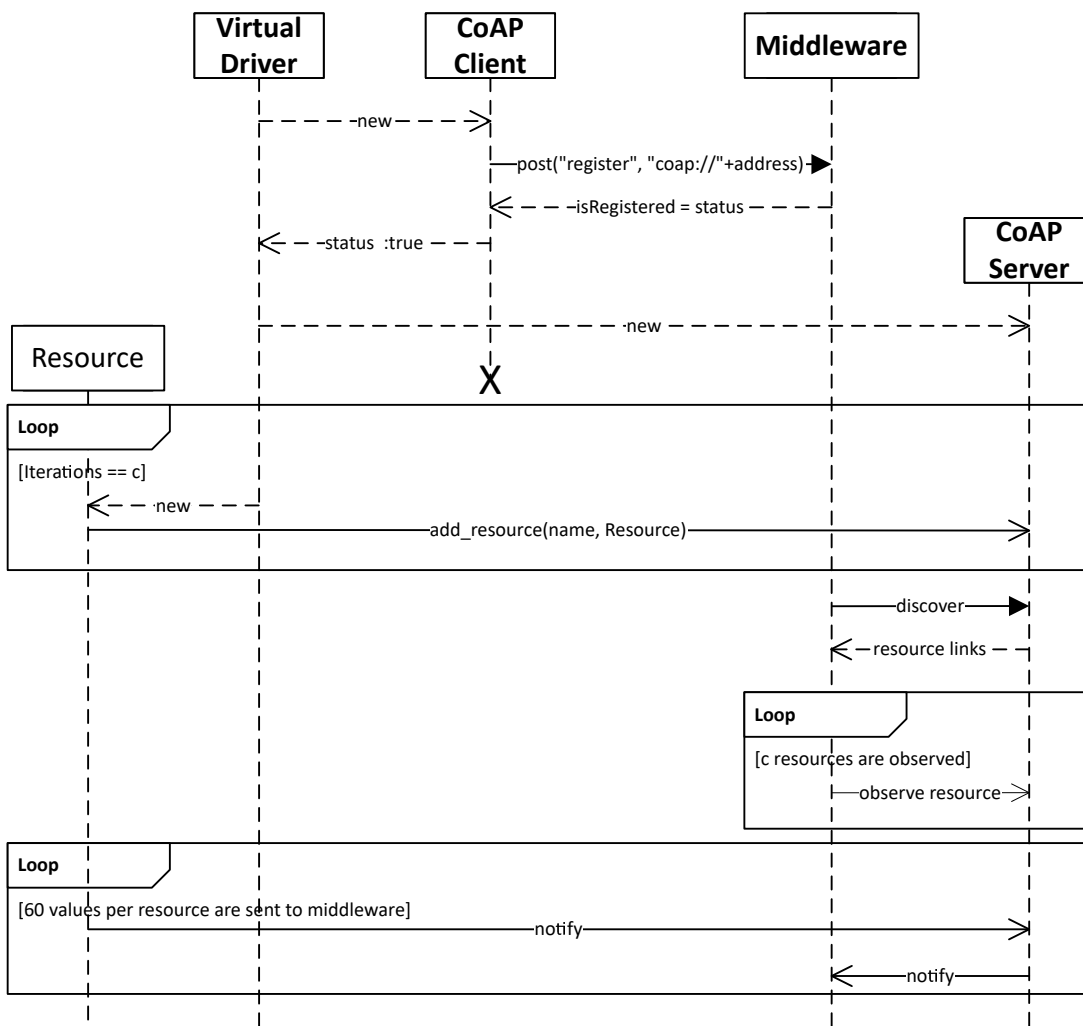 Virtual
Driver
CoAP
Client
Middleware
new
post("register", "coap://"+address)
isRegistered = status
status :true
CoAP
Server
new
Resource
X
Loop
[Iterations == c]
new
add_resource(name, Resource)
discover
resource links
Loop
[c resources are observed]
observe resource
Loop
[60 values per resource are sent to middleware]
notify
notify